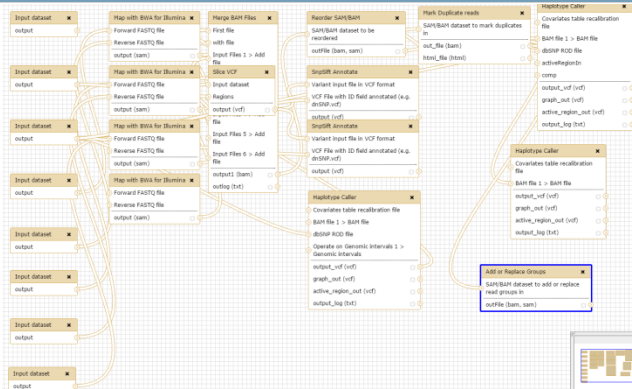 Input dataset
output
Input dataset
output
Input dataset
output
Input dataset
output
Input dataset
output
Input dataset
output
Input dataset
output
Input dataset
output
Map with BWA for Illumina
Forward FASTQ file
Reverse FASTQ file
output (sam)
Map with BWA for Illumina
Forward FASTQ file
Reverse FASTQ file
output (sam)
Map with BWA for Illumina
Forward FASTQ file
Reverse FASTQ file
output (sam)
Map with BWA for Illumina
Forward FASTQ file
Reverse FASTQ file
output (sam)
Merge BAM Files
First file
with file
Input Files 1 > Add
file
Slice VCF
Input dataset
Regions
output (vcf)
Input Files 5 > Add
file
Input Files 6 > Add
file
output1 (bam)
outlog (txt)
Reorder SAM/BAM
SAM/BAM dataset to be
reordered
outFile (bam, sam)
SnpSift Annotate
Variant input file in VCF format
VCF File with ID field annotated (e.g.
dnSNP.vcf)
output (vcf)
SnpSift Annotate
Variant input file in VCF format
VCF File with ID field annotated (e.g.
dnSNP.vcf)
output (vcf)
Haplotype Caller
Covariates table recalibration file
BAM file 1 > BAM file
dbSNP ROD file
Operate on Genomic intervals 1 >
Genomic intervals
output_vcf (vcf)
graph_out (vcf)
active_region_out (vcf)
output_log (txt)
Mark Duplicate reads
SAM/BAM dataset to mark duplicates
in
out_file (bam)
html_file (html)
Haplotype Caller
Covariates table recalibration
file
BAM file 1 > BAM file
dbSNP ROD file
activeRegionIn
comp
output_vcf (vcf)
graph_out (vcf)
active_region_out (vcf)
output_log (txt)
Haplotype Caller
Covariates table recalibration
file
BAM file 1 > BAM file
output_vcf (vcf)
graph_out (vcf)
active_region_out (vcf)
output_log (txt)
Add or Replace Groups
SAM/BAM dataset to add or replace
read groups in
outFile (bam, sam)